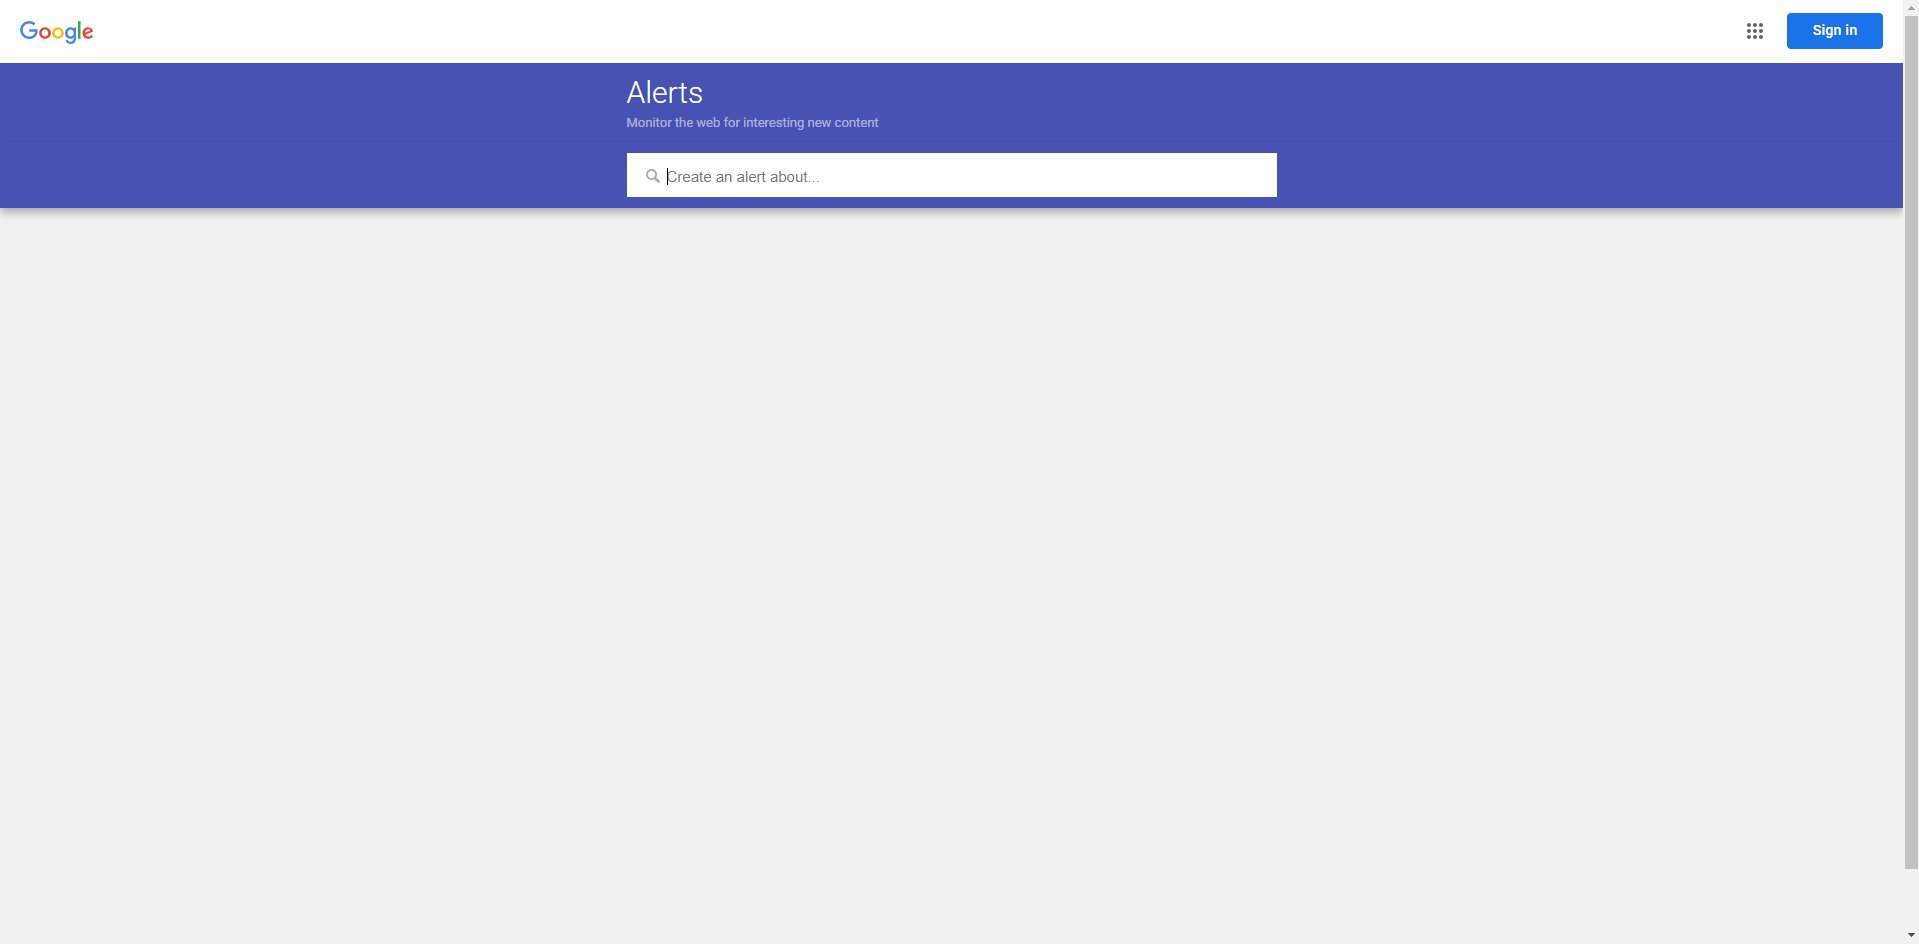 Google
Sign in
Alerts
Monitor the web for interesting new content
Create an alert about...